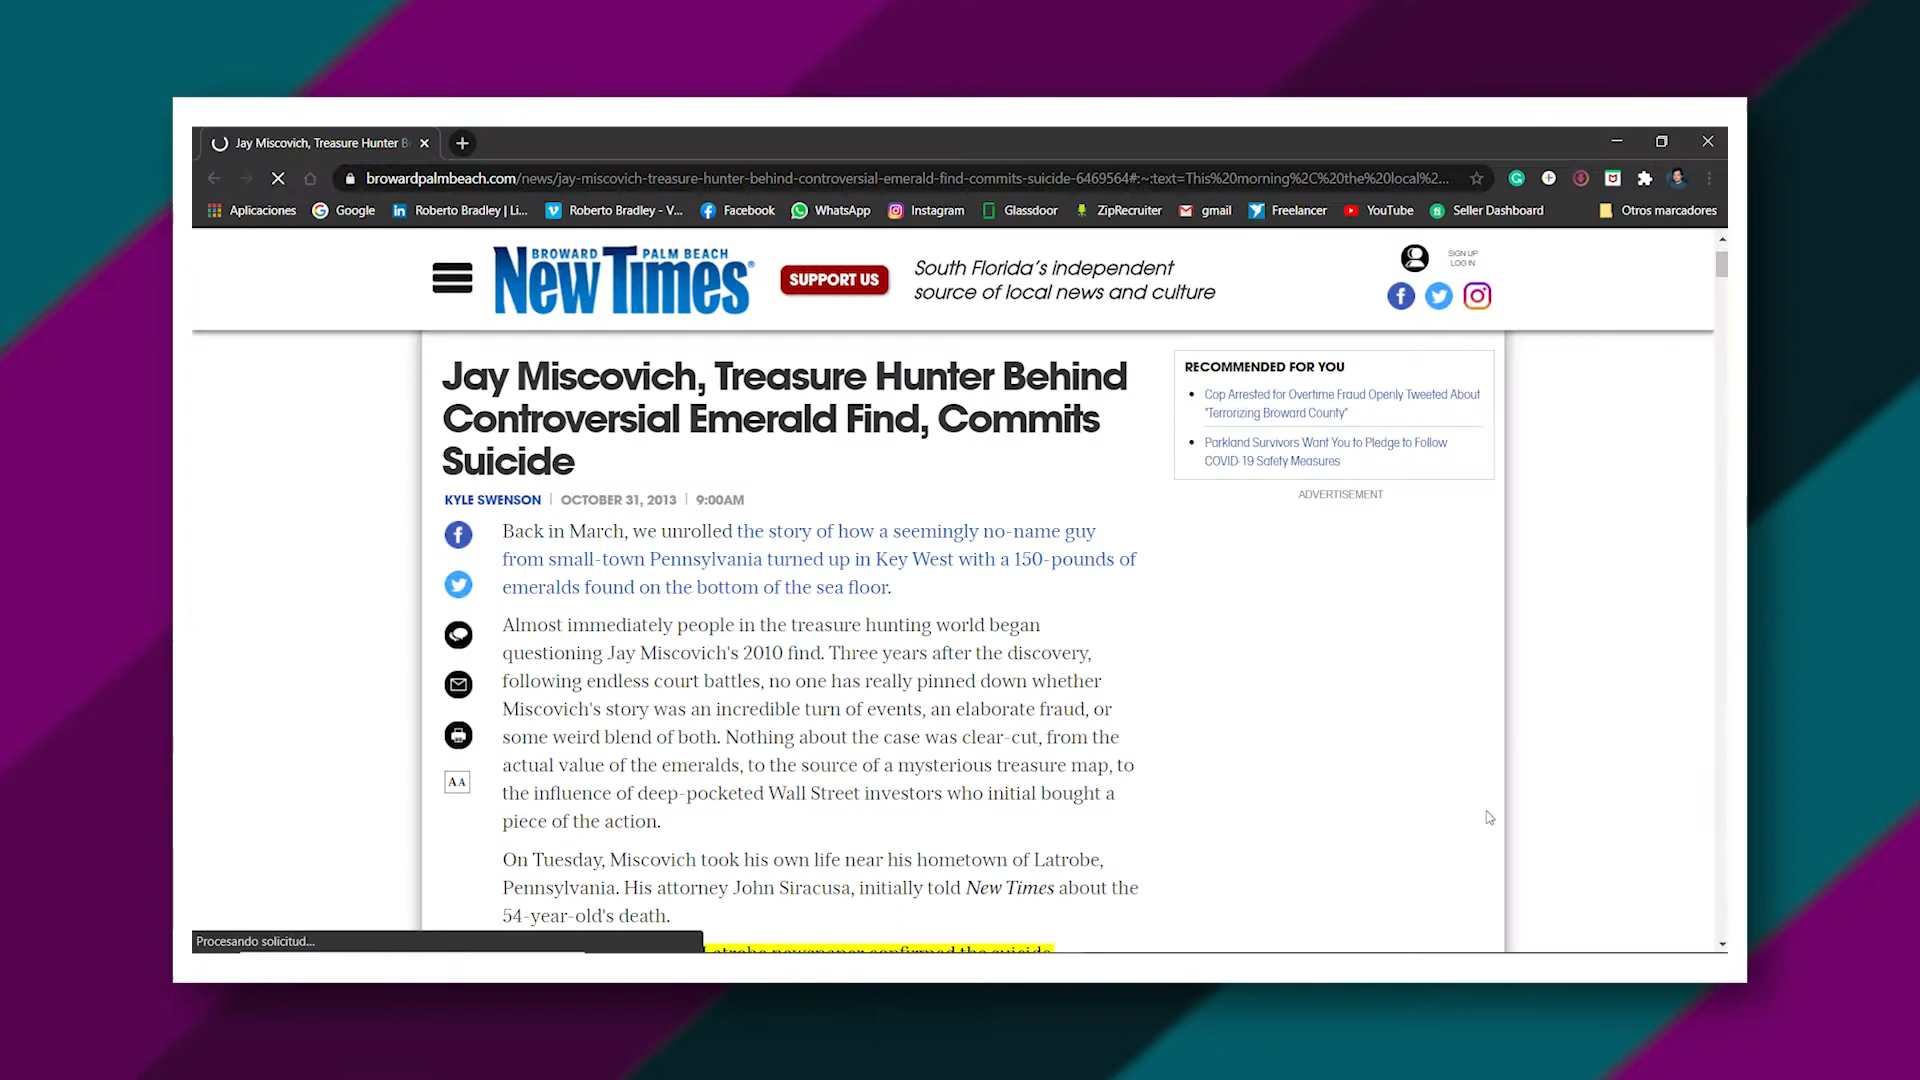 Jay Miscovich, Treasure Hunter B
browardpalmbeach.com/news/jay-miscovich-treasure-hunter-behind-controversial-emerald-find-commits-suicide-6469564#:~:text=This%20morning%2C%20the%20local%2...
Aplicaciones Google Roberto Bradley | Li... Roberto Bradley - V... Facebook WhatsApp Instagram Glassdoor ZipRecruiter gmail Freelancer YouTube Seller Dashboard Otros marcadores
BROWARD PALM BEACH
New Times®
SUPPORT US
South Florida's independent
source of local news and culture
SIGN UP
LOG IN
Jay Miscovich, Treasure Hunter Behind
Controversial Emerald Find, Commits
Suicide
KYLE SWENSON | OCTOBER 31, 2013 | 9:00AM
Back in March, we unrolled the story of how a seemingly no-name guy
from small-town Pennsylvania turned up in Key West with a 150-pounds of
emeralds found on the bottom of the sea floor.
Almost immediately people in the treasure hunting world began
questioning Jay Miscovich's 2010 find. Three years after the discovery,
following endless court battles, no one has really pinned down whether
Miscovich's story was an incredible turn of events, an elaborate fraud, or
some weird blend of both. Nothing about the case was clear-cut, from the
actual value of the emeralds, to the source of a mysterious treasure map, to
the influence of deep-pocketed Wall Street investors who initial bought a
piece of the action.
On Tuesday, Miscovich took his own life near his hometown of Latrobe,
Pennsylvania. His attorney John Siracusa, initially told New Times about the
54-year-old's death.
Latrobe newspaper confirmed the suicide
AA
RECOMMENDED FOR YOU
Cop Arrested for Overtime Fraud Openly Tweeted About
"Terrorizing Broward County"
Parkland Survivors Want You to Pledge to Follow
COVID-19 Safety Measures
ADVERTISEMENT
Procesando solicitud...